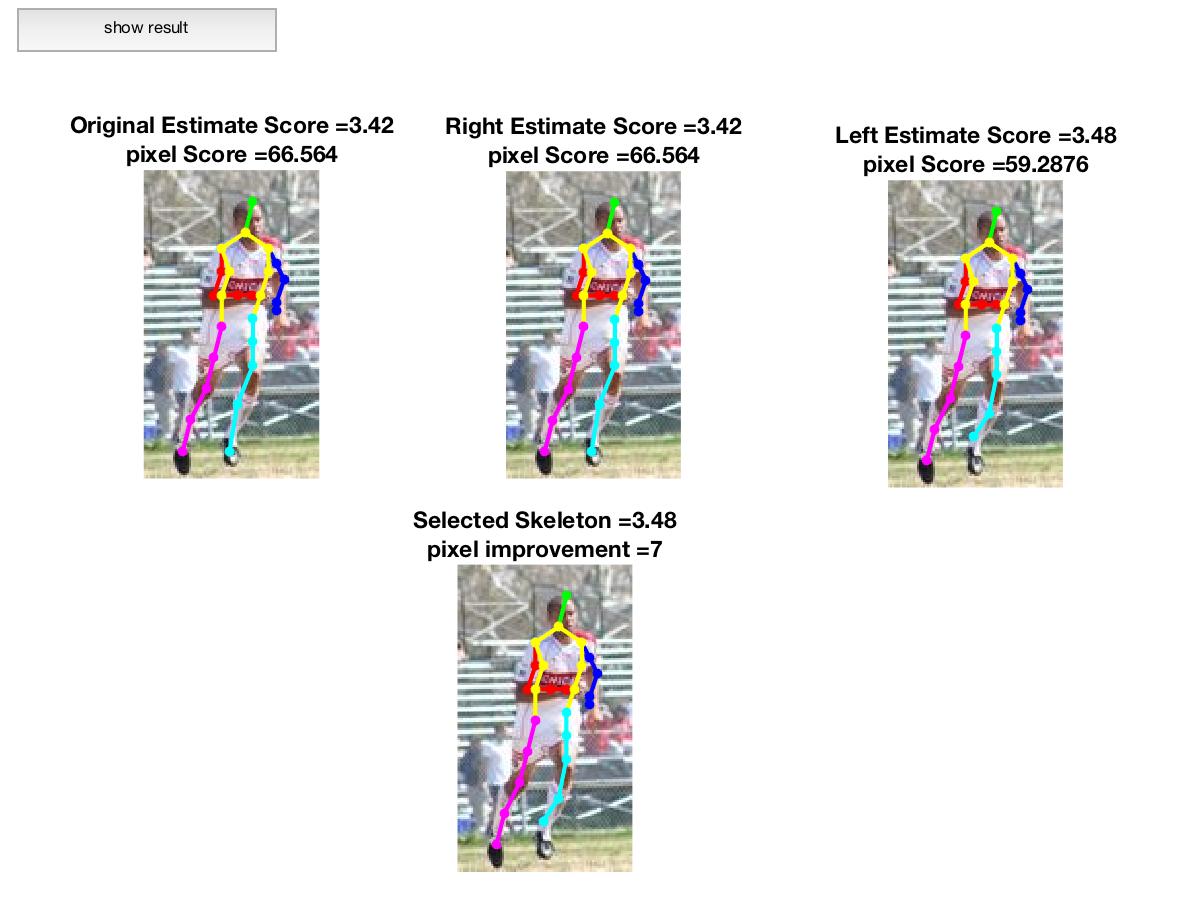 show result
Original Estimate Score =3.42
pixel Score =66.564
Right Estimate Score =3.42
pixel Score =66.564
Left Estimate Score =3.48
pixel Score =59.2876
Selected Skeleton =3.48
pixel improvement =7